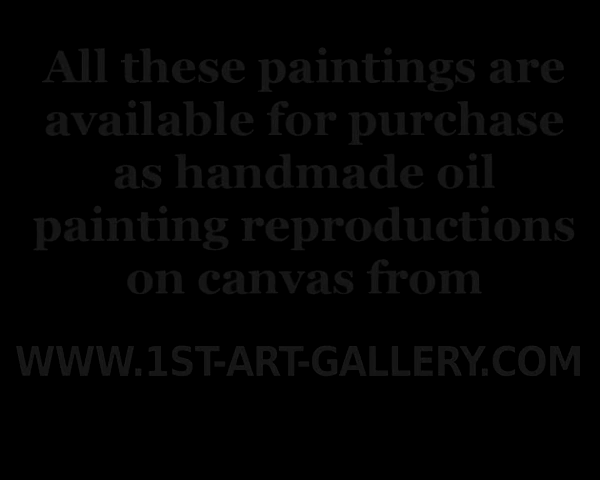 All these paintings are
available for purchase
as handmade oil
painting reproductions
on canvas from
WWW.1ST-ART-GALLERY.COM